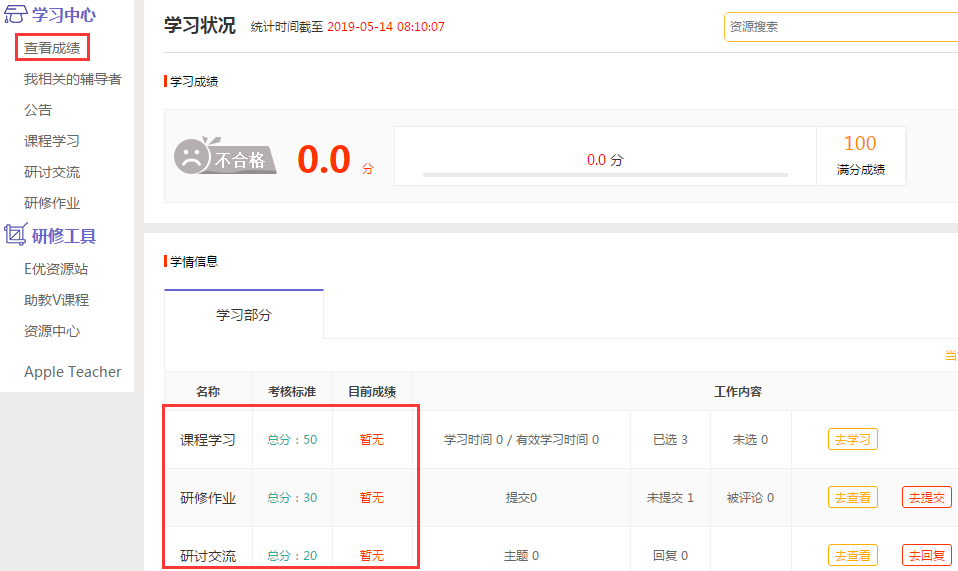 学习中心
查看成绩
我相关的辅导者
公告
课程学习
研讨交流
研修作业
研修工具
E优资源站
助教V课程
资源中心
Apple Teacher
学习状况 统计时间截至 2019-05-14 08:10:07
资源搜索
学习成绩
不合格 0.0 分
0.0 分
100
满分成绩
学情信息
学习部分
当
名称 考核标准 目前成绩 工作内容
课程学习 总分：50 暂无 学习时间 0 / 有效学习时间 0 已选 3 未选 0 去学习
研修作业 总分：30 暂无 提交0 未提交 1 被评论 0 去查看 去提交
研讨交流 总分：20 暂无 主题 0 回复 0 去查看 去回复